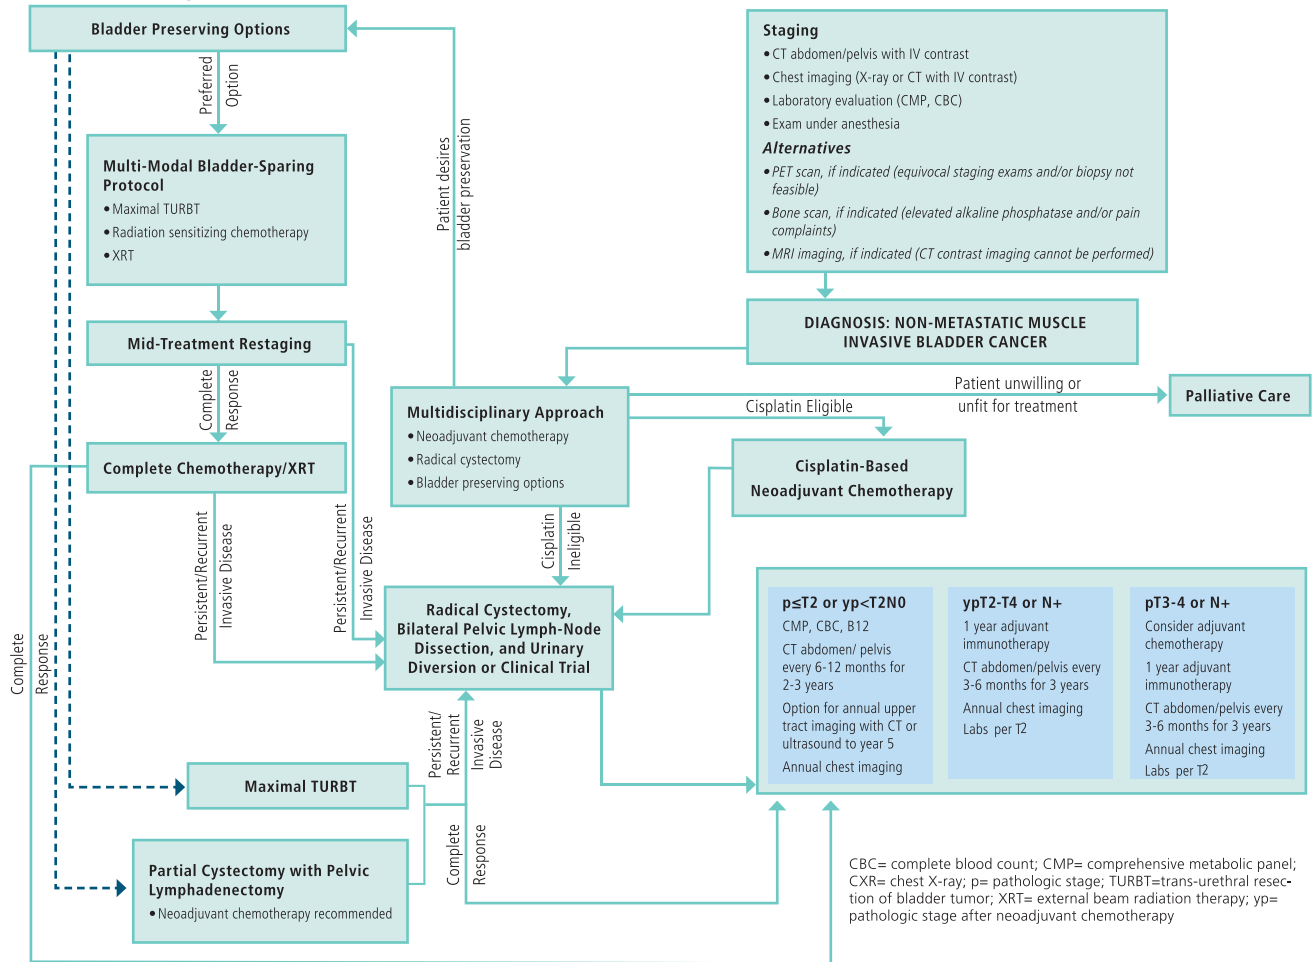 Bladder Preserving Options
Preferred
Option
Multi-Modal Bladder-Sparing
Protocol
• Maximal TURBT
• Radiation sensitizing chemotherapy
• XRT
Mid-Treatment Restaging
Complete
Response
Complete Chemotherapy/XRT
Persistent/Recurrent
Invasive Disease
Persistent/Recurrent
Invasive Disease
Complete
Response
Patient desires
bladder preservation
Staging
• CT abdomen/pelvis with IV contrast
• Chest imaging (X-ray or CT with IV contrast)
• Laboratory evaluation (CMP, CBC)
• Exam under anesthesia
Alternatives
• PET scan, if indicated (equivocal staging exams and/or biopsy not
feasible)
• Bone scan, if indicated (elevated alkaline phosphatase and/or pain
complaints)
• MRI imaging, if indicated (CT contrast imaging cannot be performed)
DIAGNOSIS: NON-METASTATIC MUSCLE
INVASIVE BLADDER CANCER
Multidisciplinary Approach
• Neoadjuvant chemotherapy
• Radical cystectomy
• Bladder preserving options
Patient unwilling or
unfit for treatment
Palliative Care
Cisplatin Eligible
Cisplatin-Based
Neoadjuvant Chemotherapy
Cisplatin
Ineligible
Radical Cystectomy,
Bilateral Pelvic Lymph-Node
Dissection, and Urinary
Diversion or Clinical Trial
Persistent/
Recurrent
Invasive
Disease
Maximal TURBT
Partial Cystectomy with Pelvic
Lymphadenectomy
• Neoadjuvant chemotherapy recommended
Complete
Response
p≤T2 or yp<T2N0
CMP, CBC, B12
CT abdomen/ pelvis
every 6-12 months for
2-3 years
Option for annual upper
tract imaging with CT or
ultrasound to year 5
Annual chest imaging
ypT2-T4 or N+
1 year adjuvant
immunotherapy
CT abdomen/pelvis every
3-6 months for 3 years
Annual chest imaging
Labs per T2
pT3-4 or N+
Consider adjuvant
chemotherapy
1 year adjuvant
immunotherapy
CT abdomen/pelvis every
3-6 months for 3 years
Annual chest imaging
Labs per T2
CBC= complete blood count; CMP= comprehensive metabolic panel;
CXR= chest X-ray; p= pathologic stage; TURBT=trans-urethral resec-
tion of bladder tumor; XRT= external beam radiation therapy; yp=
pathologic stage after neoadjuvant chemotherapy